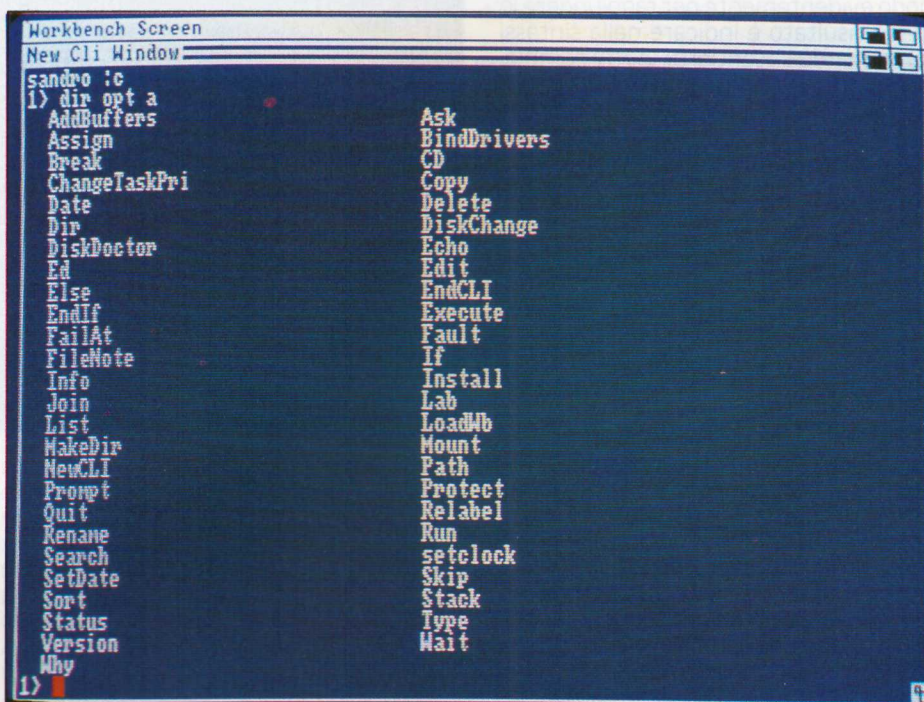 Workbench Screen
New Cli Window
sandro :c
1> dir opt a
AddBuffers Ask
Assign BindDrivers
Break CD
ChangeTaskPri Copy
Date Delete
Dir DiskChange
DiskDoctor Echo
Ed Edit
Else EndCLI
EndIf Execute
FailAt Fault
FileNote If
Info Install
Join Lab
List LoadWb
MakeDir Mount
NewCLI Path
Prompt Protect
Quit Relabel
Rename Run
Search setclock
SetDate Skip
Sort Stack
Status Type
Version Wait
Why
1>